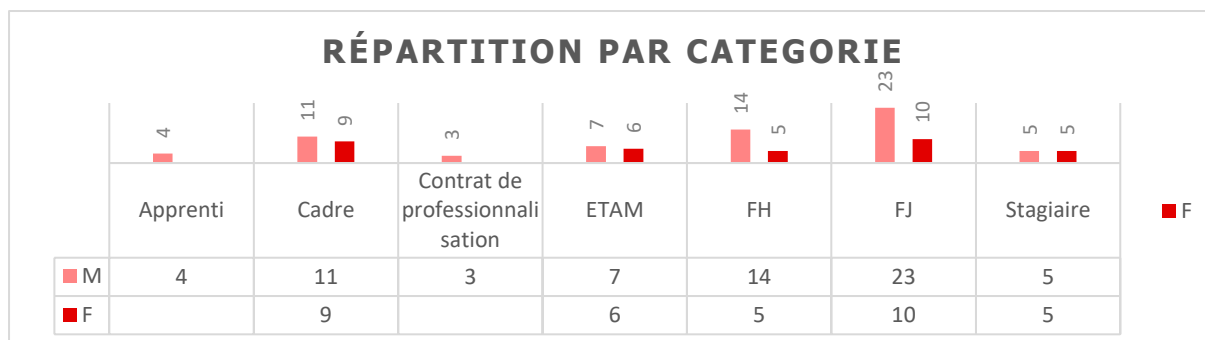 RÉPARTITION PAR CATEGORIE
4 11 9 3 7 6 14 5 23 10 5 5
Apprenti Cadre Contrat de professionnali sation ETAM FH FJ Stagiaire
F
M 4 11 3 7 14 23 5
F 9 6 5 10 5